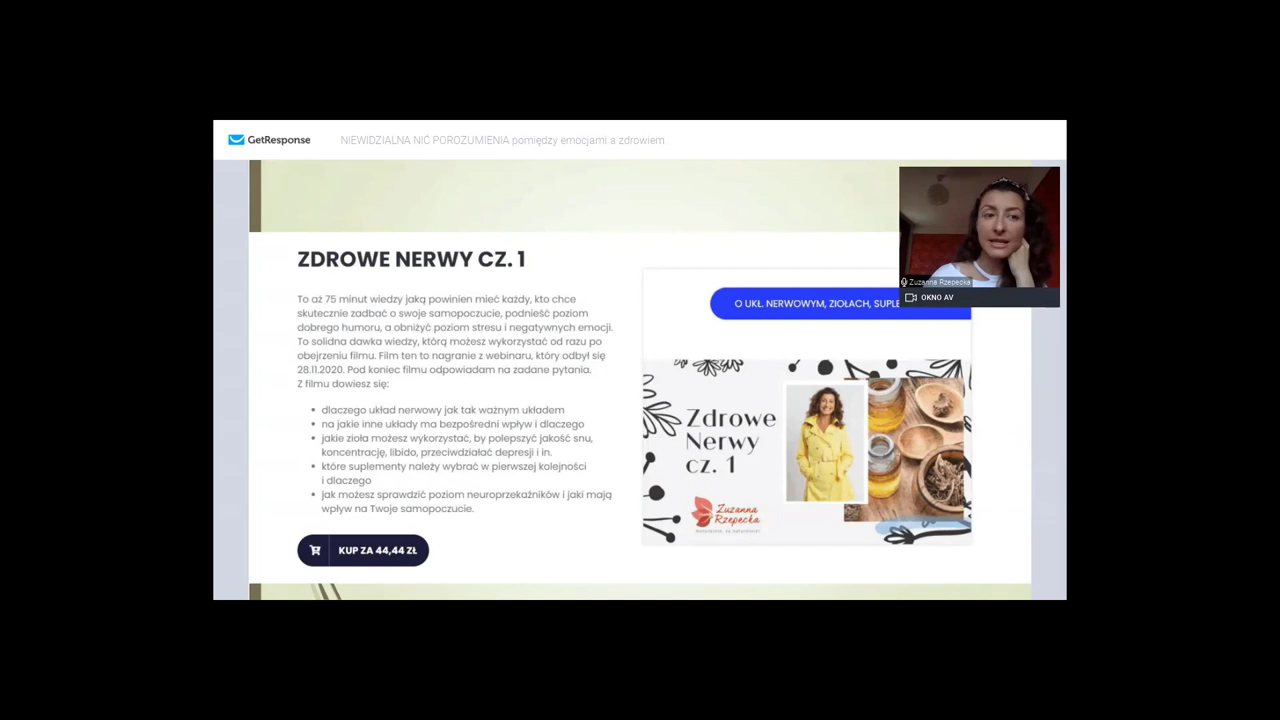 GetResponse
NIEWIDZIALNA NIĆ POROZUMIENIA pomiędzy emocjami a zdrowiem
ZDROWE NERWY CZ. 1
To aż 75 minut wiedzy jaką powinien mieć każdy, kto chce
skutecznie zadbać o swoje samopoczucie, podnieść poziom
dobrego humoru, a obniżyć poziom stresu i negatywnych emocji.
To solidna dawka wiedzy, którą możesz wykorzystać od razu po
obejrzeniu filmu. Film ten to nagranie z webinaru, który odbył się
28.11.2020. Pod koniec filmu odpowiadam na zadane pytania.
Z filmu dowiesz się:
• dlaczego układ nerwowy jak tak ważnym układem
• na jakie inne układy ma bezpośredni wpływ i dlaczego
• jakie zioła możesz wykorzystać, by polepszyć jakość snu,
koncentrację, libido, przeciwdziałać depresji i in.
• które suplementy należy wybrać w pierwszej kolejności
i dlaczego
• jak możesz sprawdzić poziom neuroprzekaźników i jaki mają
wpływ na Twoje samopoczucie.
KUP ZA 44,44 ZŁ
O UKŁ. NERWOWYM, ZIOŁACH, SUPLE
Zdrowe
Nerwy
cz. 1
Zuzanna
Rzepecka
Zuzanna Rzepecka
OKNO AV